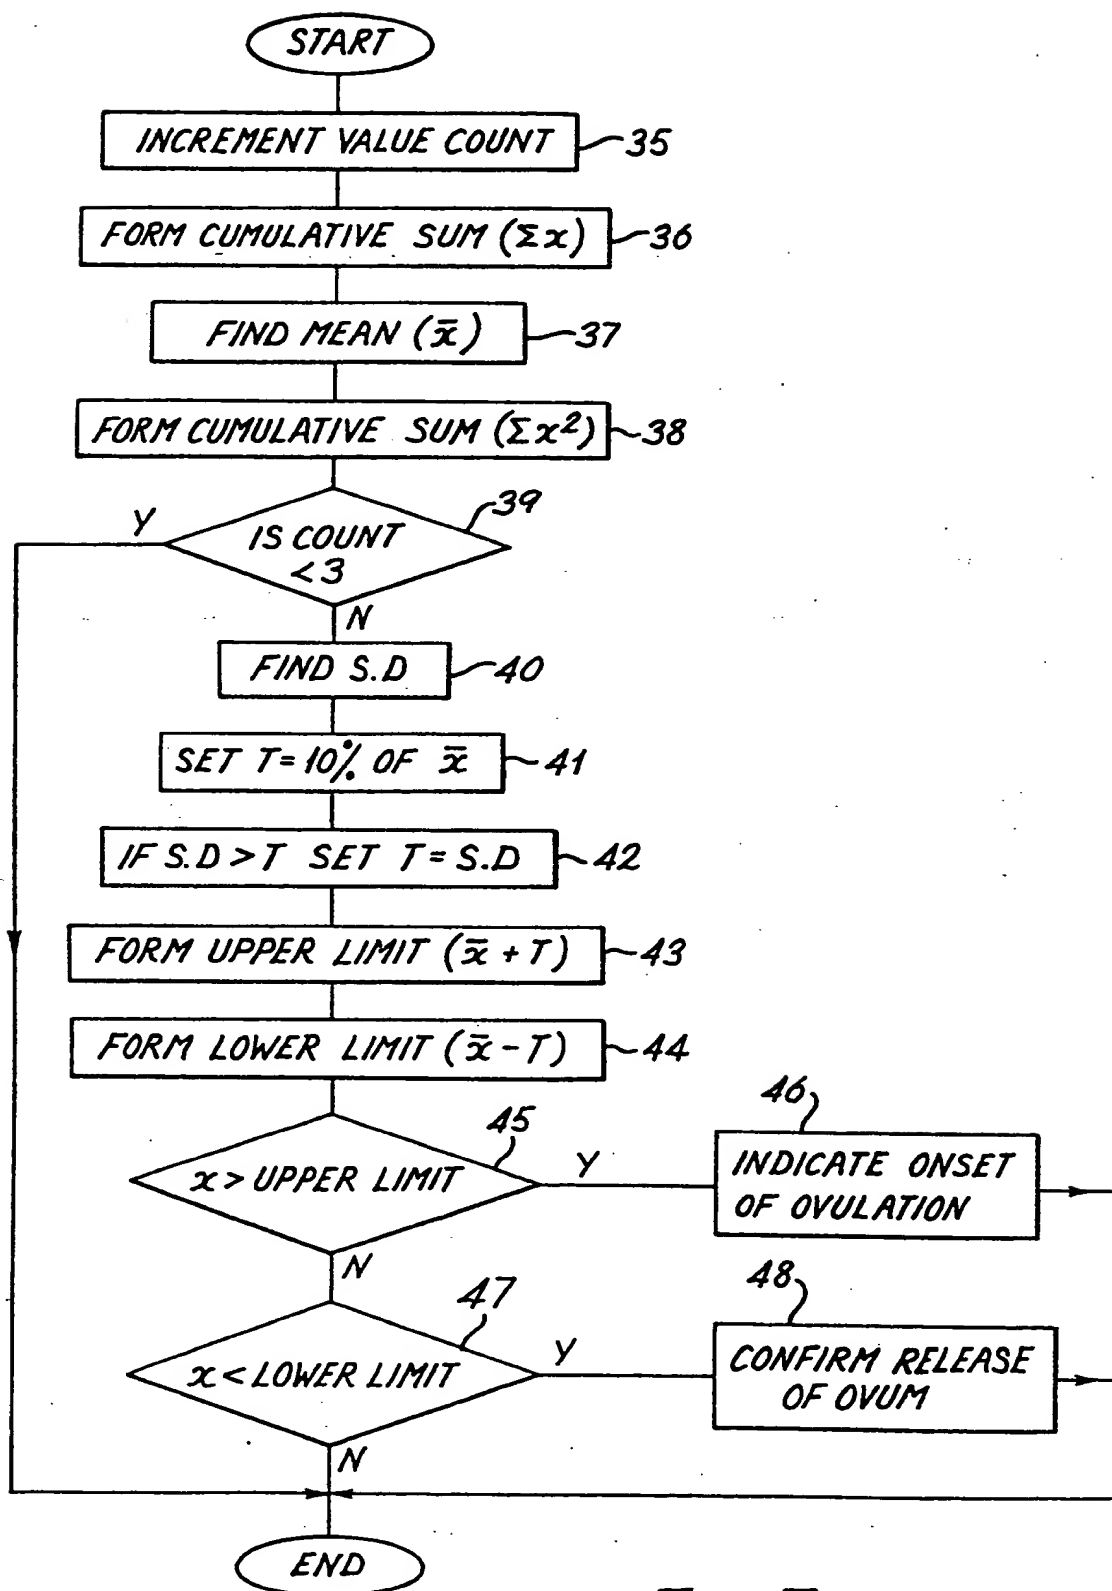 START
INCREMENT VALUE COUNT
35
FORM CUMULATIVE SUM (Σx)
36
FIND MEAN (x̄)
37
FORM CUMULATIVE SUM (Σx²)
38
39
Y
IS COUNT
<3
N
FIND S.D
40
SET T=10% OF x̄
41
IF S.D>T SET T=S.D
42
FORM UPPER LIMIT (x̄+T)
43
FORM LOWER LIMIT (x̄-T)
44
45
x>UPPER LIMIT
Y
46
INDICATE ONSET
OF OVULATION
N
47
x<LOWER LIMIT
Y
48
CONFIRM RELEASE
OF OVUM
N
END